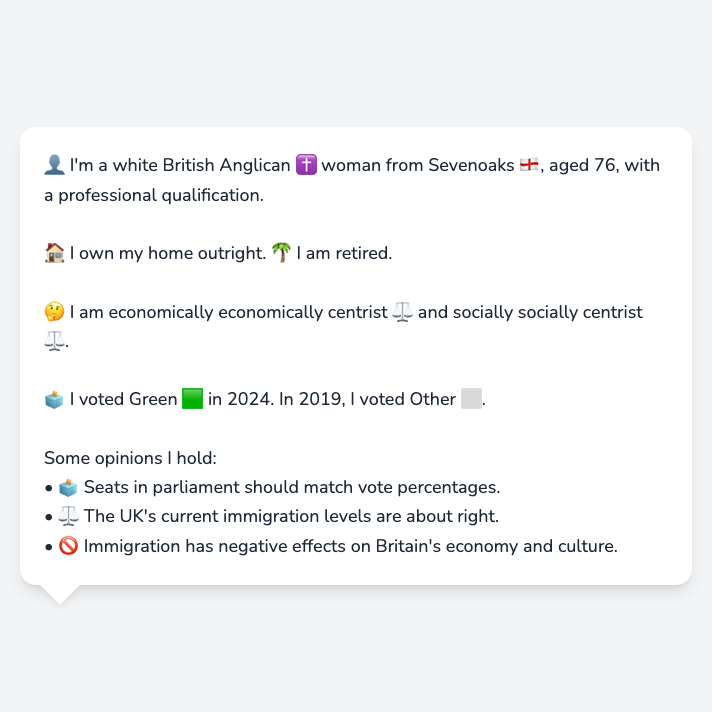 👤 I'm a white British Anglican ✝️ woman from Sevenoaks 🏴󠁧󠁢󠁥󠁮󠁧󠁿, aged 76, with
a professional qualification.
🏠 I own my home outright. 🌴 I am retired.
🤔 I am economically economically centrist ⚖️ and socially socially centrist
⚖️.
🗳️ I voted Green 🟩 in 2024. In 2019, I voted Other ⬜.
Some opinions I hold:
• 🗳️ Seats in parliament should match vote percentages.
• ⚖️ The UK's current immigration levels are about right.
• 🚫 Immigration has negative effects on Britain's economy and culture.